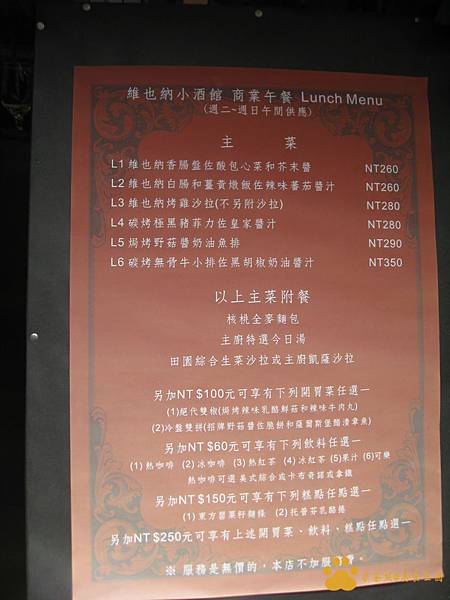 維也納小酒館 商業午餐 Lunch Menu
(週二~週日午間供應)
主 菜
L1 維也納香腸盤佐酸包心菜和芥末醬 NT260
L2 維也納白腸和薑黃燉飯佐辣味蕃茄醬汁 NT260
L3 維也納烤雞沙拉(不另附沙拉) NT280
L4 碳烤極黑豬菲力佐皇家醬汁 NT280
L5 焗烤野菇醬奶油魚排 NT290
L6 碳烤無骨牛小排佐黑胡椒奶油醬汁 NT350
以上主菜附餐
核桃全麥麵包
主廚特選今日湯
田園綜合生菜沙拉或主廚凱薩沙拉
另加NT $100元可享有下列開胃菜任選一
(1)絕代雙椒(焗烤辣味乳酪鮮菇和辣味牛肉丸)
(2)冷盤雙拼(招牌野菇醬佐脆餅和薩爾斯堡醋漬章魚)
另加NT $60元可享有下列飲料任選一
(1) 熱咖啡 (2) 冰咖啡 (3) 熱紅茶 (4) 冰紅茶 (5)果汁 (6)可樂
熱咖啡可選 美式綜合或卡布奇諾或拿鐵
另加NT $150元可享有下列糕點任點選一
(1) 東方罌粟籽麵條 (2) 托普芬乳酪捲
另加NT $250元可享有上述開胃菜、飲料、糕點任點選一
※ 服務是無價的，本店不加服務費。